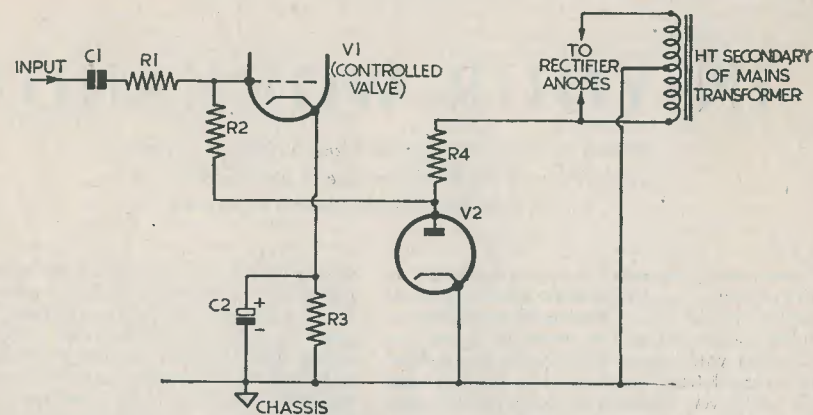 INPUT
C1
R1
V1
(CONTROLLED
VALVE)
TO
RECTIFIER
ANODES
HT SECONDARY
OF MAINS
TRANSFORMER
R2
R4
V2
C2
+
-
R3
CHASSIS